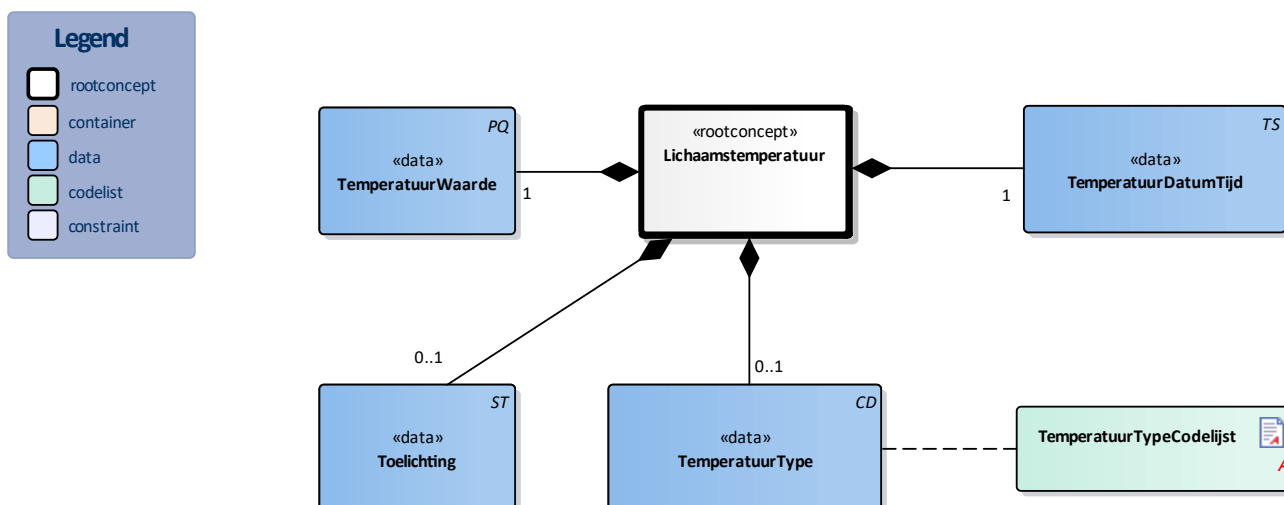 Legend
rootconcept
container
data
codelist
constraint
PQ
«data»
TemperatuurWaarde
1
«rootconcept»
Lichaamstemperatuur
TS
«data»
TemperatuurDatumTijd
1
0..1
0..1
ST
«data»
Toelichting
CD
«data»
TemperatuurType
TemperatuurTypeCodelijst
A